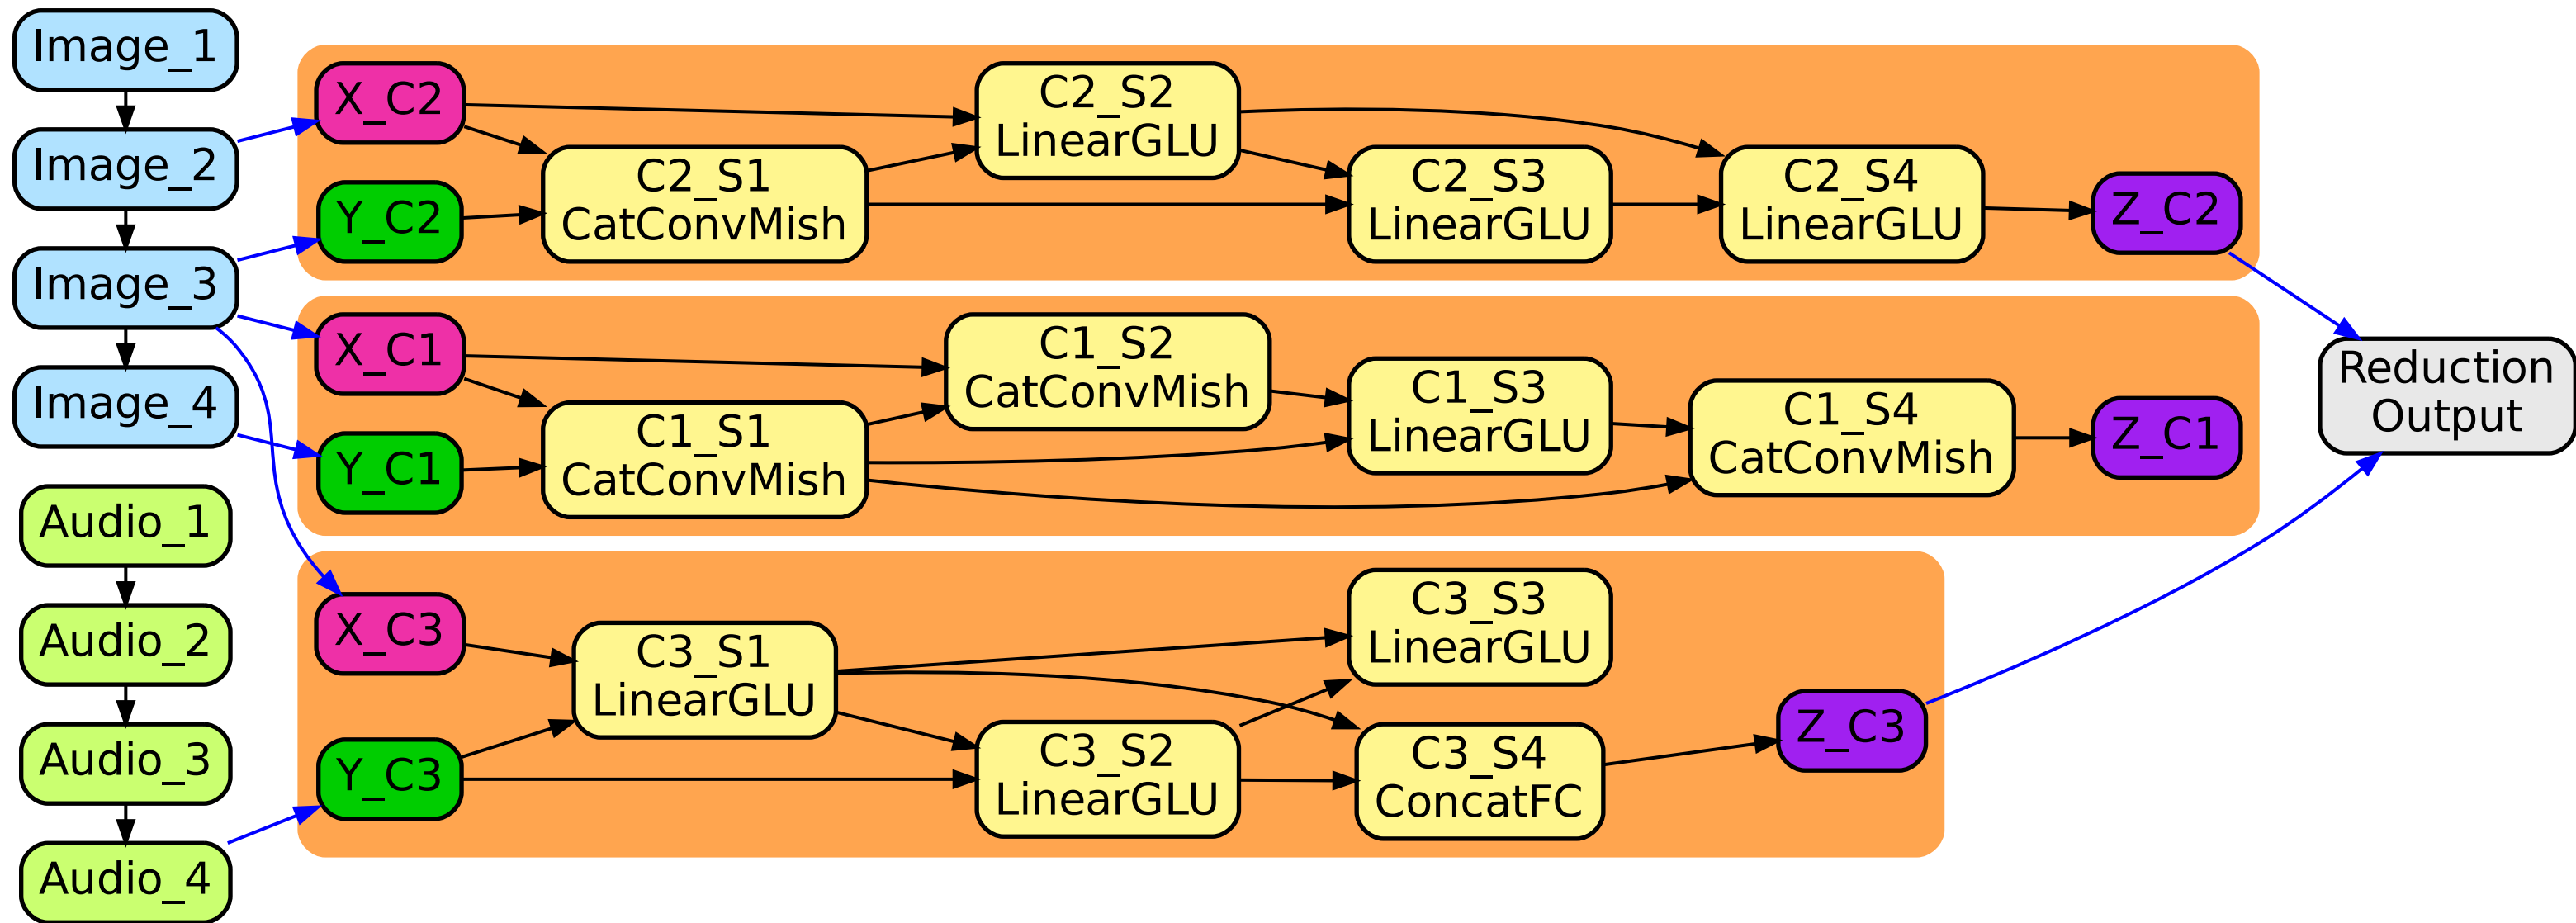 Image_1
Image_2
Image_3
Image_4
Audio_1
Audio_2
Audio_3
Audio_4
X_C2
Y_C2
C2_S1
CatConvMish
C2_S2
LinearGLU
C2_S3
LinearGLU
C2_S4
LinearGLU
Z_C2
X_C1
Y_C1
C1_S1
CatConvMish
C1_S2
CatConvMish
C1_S3
LinearGLU
C1_S4
CatConvMish
Z_C1
X_C3
Y_C3
C3_S1
LinearGLU
C3_S2
LinearGLU
C3_S3
LinearGLU
C3_S4
ConcatFC
Z_C3
Reduction
Output